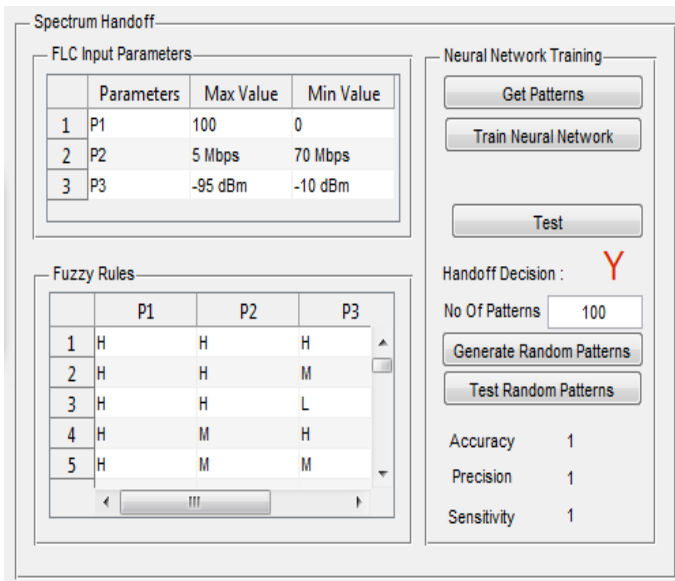 Spectrum Handoff
FLC Input Parameters
Parameters Max Value Min Value
1 P1 100 0
2 P2 5 Mbps 70 Mbps
3 P3 -95 dBm -10 dBm
Fuzzy Rules
P1 P2 P3
1 H H H
2 H H M
3 H H L
4 H M H
5 H M M
Neural Network Training
Get Patterns
Train Neural Network
Test
Handoff Decision : Y
No Of Patterns 100
Generate Random Patterns
Test Random Patterns
Accuracy 1
Precision 1
Sensitivity 1